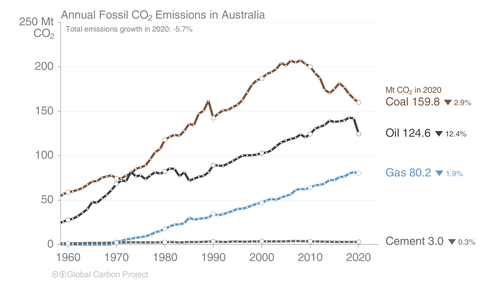 Annual Fossil CO₂ Emissions in Australia
250 Mt
CO₂
Total emissions growth in 2020: -5.7%
200
150
100
50
0
1960 1970 1980 1990 2000 2010 2020
Mt CO₂ in 2020
Coal 159.8 ▼ 2.9%
Oil 124.6 ▼ 12.4%
Gas 80.2 ▼ 1.9%
Cement 3.0 ▼ 0.3%
Global Carbon Project